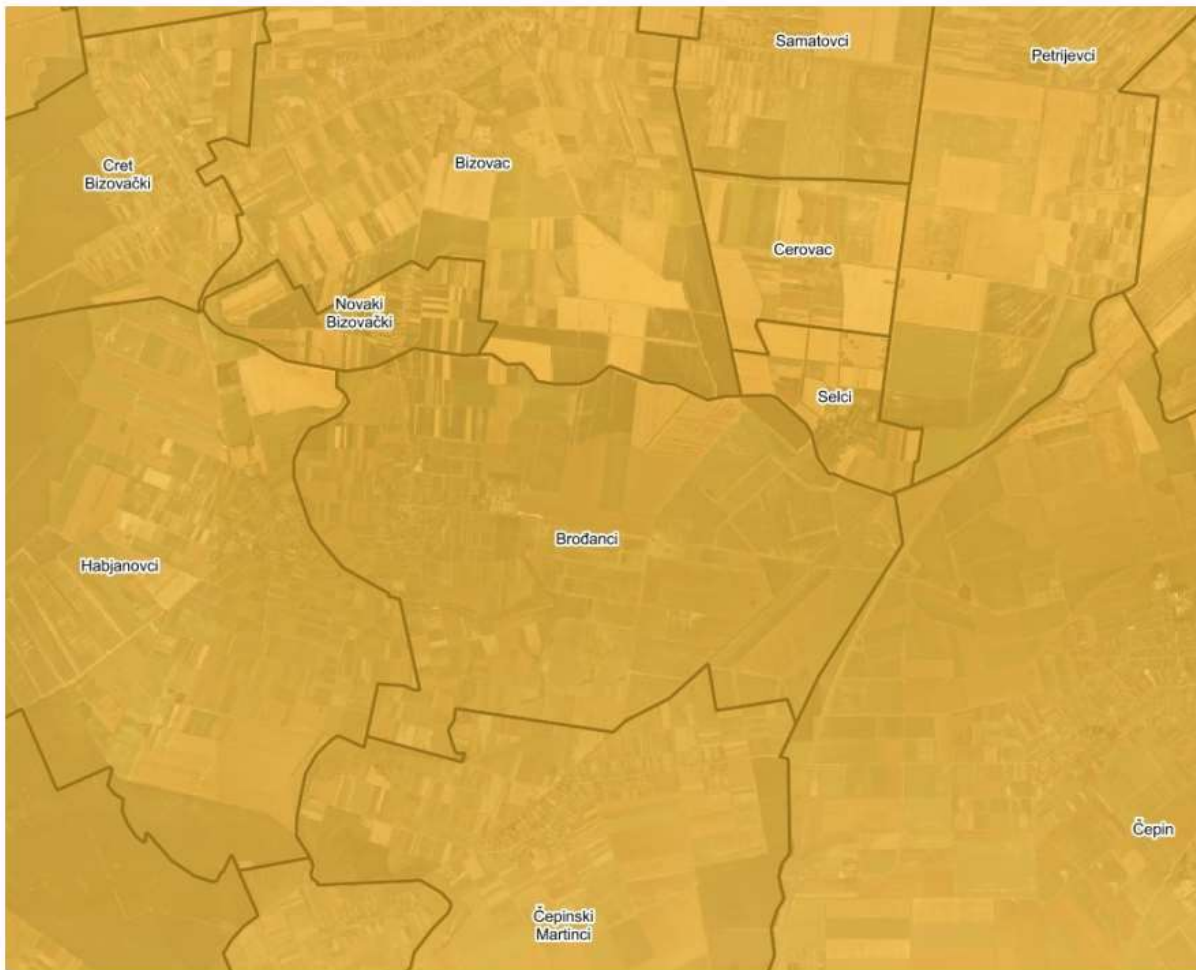 Samatovci
Petrijevci
Cret
Bizovački
Bizovac
Cerovac
Novaki
Bizovački
Selci
Brođanci
Habjanovci
Čepin
Čepinski
Martinci